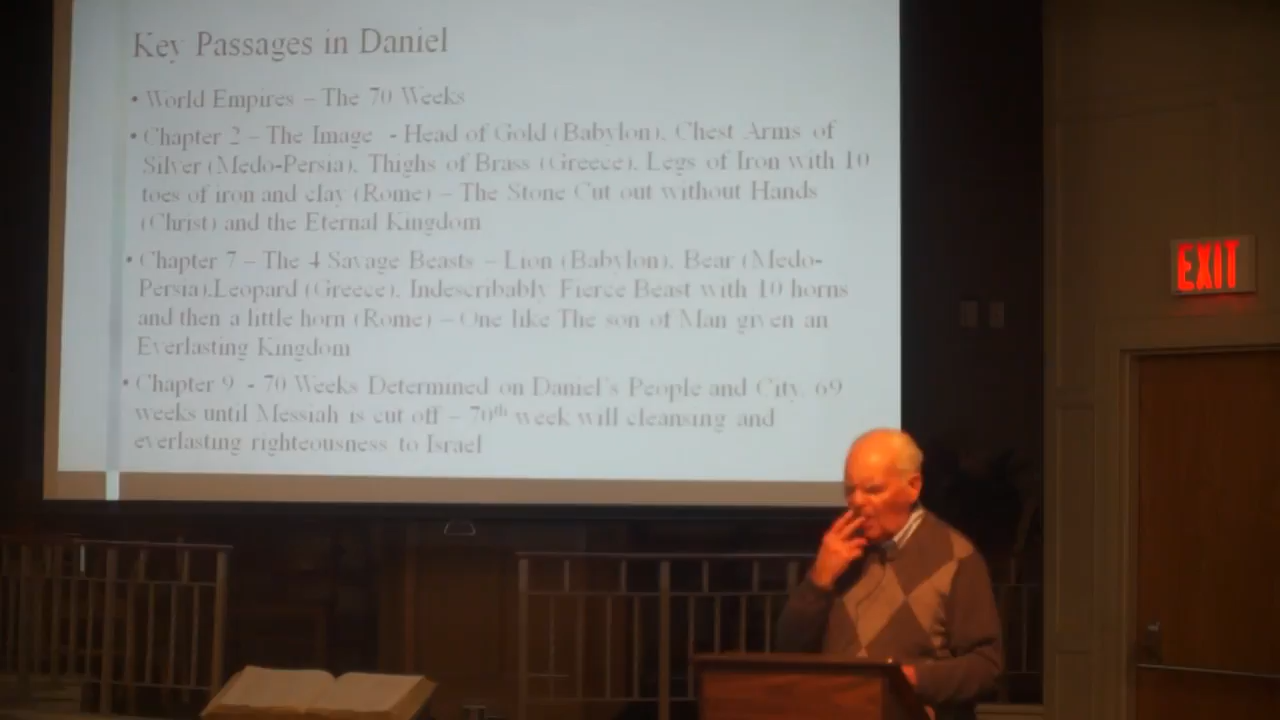 Key Passages in Daniel
• World Empires – The 70 Weeks
• Chapter 2 – The Image - Head of Gold (Babylon), Chest Arms of
Silver (Medo-Persia), Thighs of Brass (Greece), Legs of Iron with 10
toes of iron and clay (Rome) – The Stone Cut out without Hands
(Christ) and the Eternal Kingdom
• Chapter 7 – The 4 Savage Beasts – Lion (Babylon), Bear (Medo-
Persia),Leopard (Greece), Indescribably Fierce Beast with 10 horns
and then a little horn (Rome) – One like The son of Man given an
Everlasting Kingdom
• Chapter 9 - 70 Weeks Determined on Daniel's People and City, 69
weeks until Messiah is cut off – 70th week will cleansing and
everlasting righteousness to Israel
EXIT